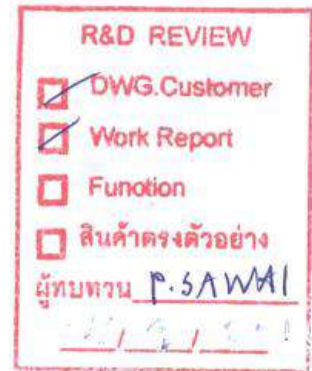 R&D REVIEW
DWG.Customer
Work Report
Funotion
สินค้าตรงตัวอย่าง
ผู้ทบทวน P.SAWAI